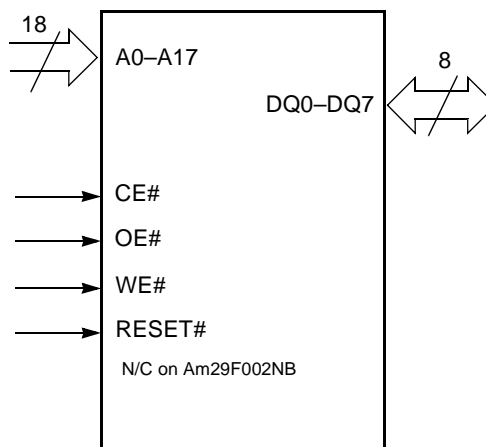 18
A0–A17
8
DQ0–DQ7
CE#
OE#
WE#
RESET#
N/C on Am29F002NB